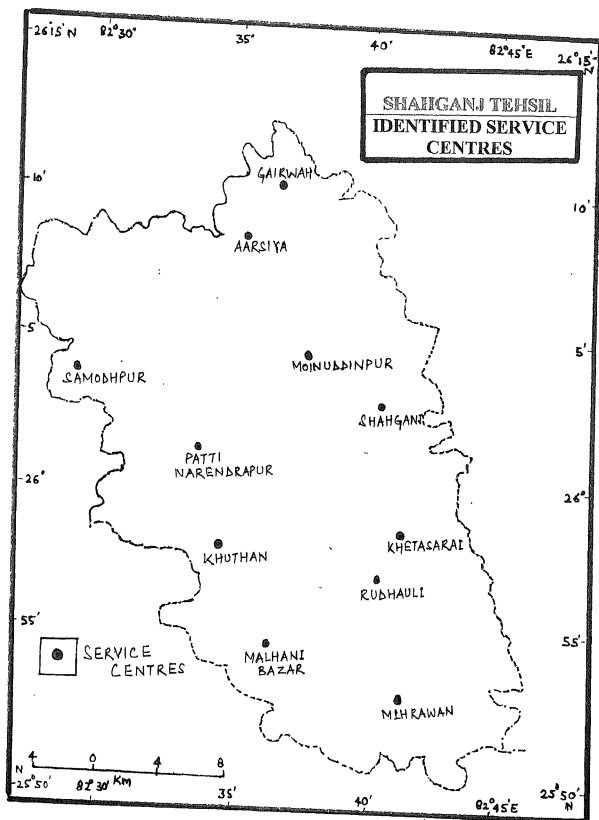 26°15' N 82°30' 35' 40' 82°45'E 26°15' N
SHAHGANJ TEHSIL
IDENTIFIED SERVICE
CENTRES
10'
GAIRWAH
10'
AARSIYA
5'
MOINUDDINPUR
5'
SAMODHPUR
SHAHGANJ
PATTI
NARENDRAPUR
26°
26°
KHUTHAN
KHETASARAI
RUDHAULI
55'
SERVICE
CENTRES
MALHANI
BAZAR
55'
MIHRAWAN
4 0 4 8
Km
N
25°50' 82°30' 35' 40' 82°45'E 25°50' N